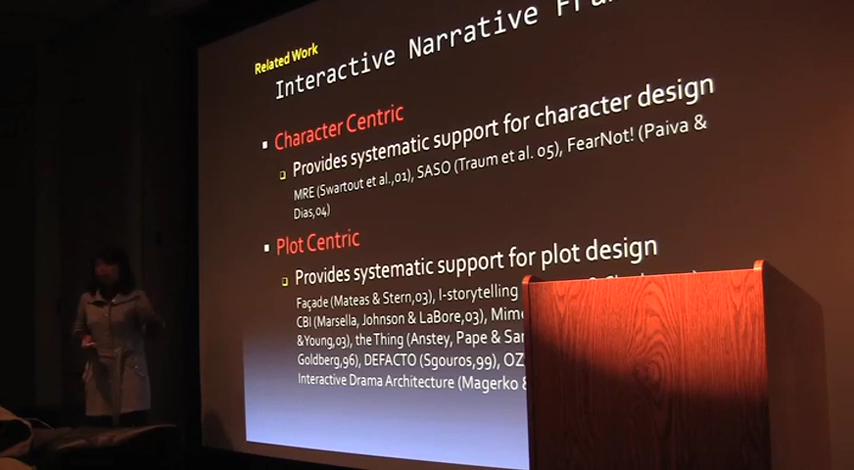 Related Work
Interactive Narrative
Character Centric
Provides systematic support for character design
MRE (Swartout et al.,01), SASO (Traum et al. 05), FearNot! (Paiva &
Dias,04)
Plot Centric
Provides systematic support for plot design
Façade (Mateas & Stern,03), I-storytelling
CBI (Marsella, Johnson & LaBore,03),
&Young,03), the Thing (Anstey, Pape &
Goldberg,96), DEFACTO (Sgouros,99), OZ
Interactive Drama Architecture (Magerko &